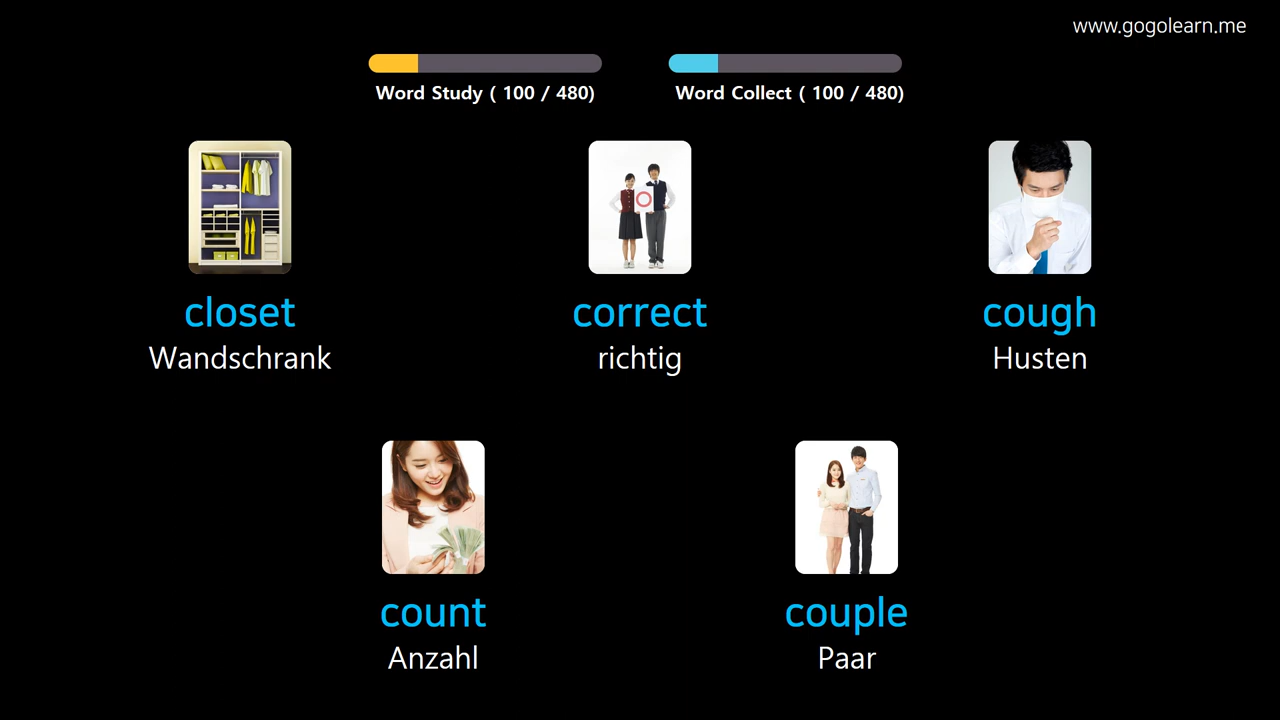 www.gogolearn.me
Word Study ( 100 / 480)
Word Collect ( 100 / 480)
closet
Wandschrank
correct
richtig
cough
Husten
count
Anzahl
couple
Paar